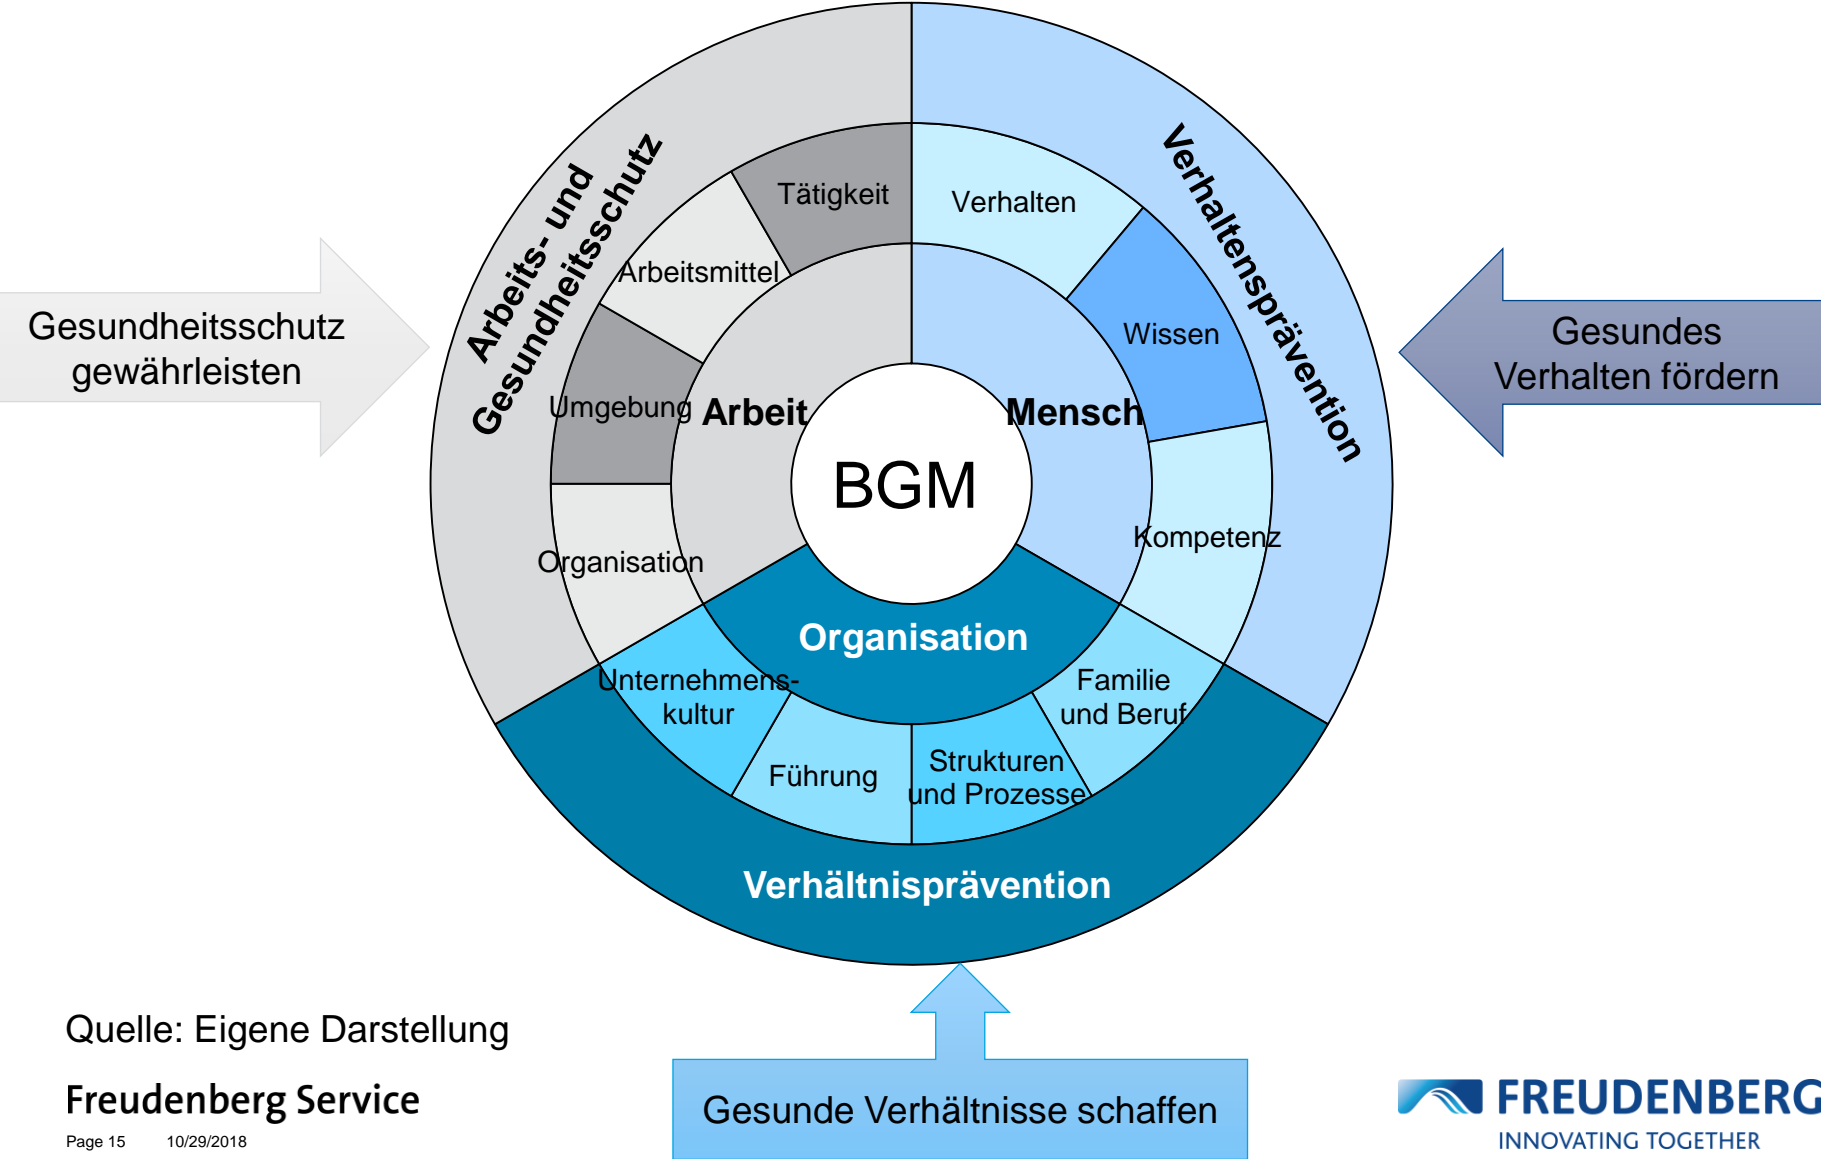 Arbeits- und
Gesundheitsschutz
Verhaltensprävention
Tätigkeit
Verhalten
Arbeitsmittel
Wissen
Gesundheitsschutz
gewährleisten
Gesundes
Verhalten fördern
Umgebung
Arbeit
Mensch
BGM
Organisation
Kompetenz
Organisation
Unternehmens-
kultur
Familie
und Beruf
Führung
Strukturen
und Prozesse
Verhältnisprävention
Quelle: Eigene Darstellung
Gesunde Verhältnisse schaffen
Freudenberg Service
Page 15 10/29/2018
FREUDENBERG
INNOVATING TOGETHER